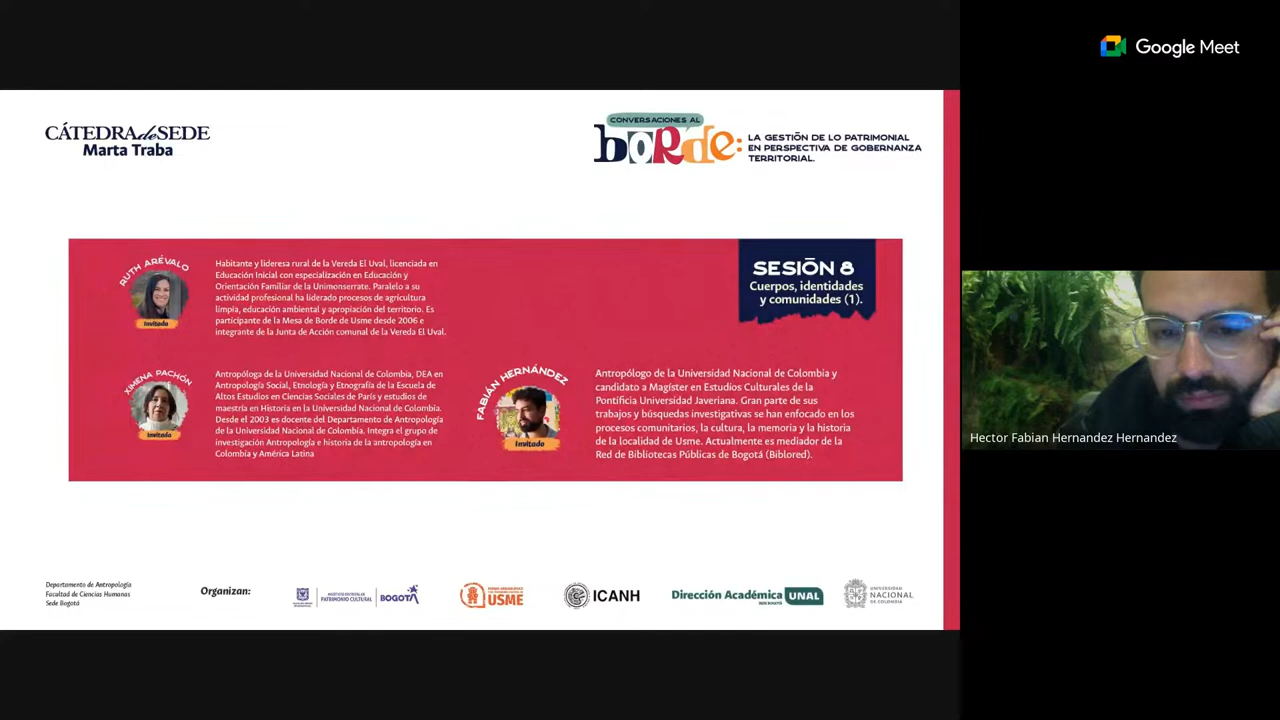 Google Meet
CÁTEDRA de SEDE
Marta Traba
CONVERSACIONES AL
borde:
LA GESTIÓN DE LO PATRIMONIAL
EN PERSPECTIVA DE GOBERNANZA
TERRITORIAL.
SESIÓN 8
Cuerpos, identidades
y comunidades (1).
RUTH ARÉVALO
Invitada
Habitante y lideresa rural de la Vereda El Uval, licenciada en
Educación Inicial con especialización en Educación y
Orientación Familiar de la Unimonserrate. Paralelo a su
actividad profesional ha liderado procesos de agricultura
limpia, educación ambiental y apropiación del territorio. Es
participante de la Mesa de Borde de Usme desde 2006 e
integrante de la Junta de Acción comunal de la Vereda El Uval.
XIMENA PACHÓN
Invitada
Antropóloga de la Universidad Nacional de Colombia, DEA en
Antropología Social, Etnología y Etnografía de la Escuela de
Altos Estudios en Ciencias Sociales de París y estudios de
maestría en Historia en la Universidad Nacional de Colombia.
Desde el 2003 es docente del Departamento de Antropología
de la Universidad Nacional de Colombia. Integra el grupo de
investigación Antropología e historia de la antropología en
Colombia y América Latina
FABIÁN HERNÁNDEZ
Invitado
Antropólogo de la Universidad Nacional de Colombia y
candidato a Magíster en Estudios Culturales de la
Pontificia Universidad Javeriana. Gran parte de sus
trabajos y búsquedas investigativas se han enfocado en los
procesos comunitarios, la cultura, la memoria y la historia
de la localidad de Usme. Actualmente es mediador de la
Red de Bibliotecas Públicas de Bogotá (Biblored).
Hector Fabian Hernandez Hernandez
Departamento de Antropología
Facultad de Ciencias Humanas
Sede Bogotá
Organizan:
PATRIMONIO CULTURAL
BOGOTÁ
USME
ICANH
Dirección Académica
SEDE BOGOTÁ
UNAL
UNIVERSIDAD
NACIONAL
DE COLOMBIA